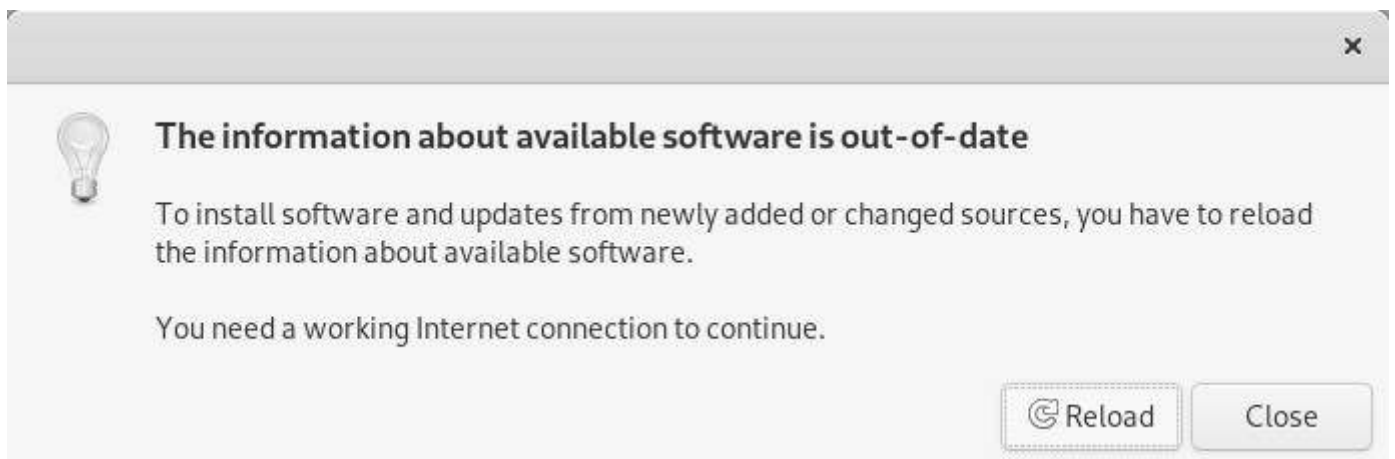 The information about available software is out-of-date
To install software and updates from newly added or changed sources, you have to reload
the information about available software.
You need a working Internet connection to continue.
Reload
Close